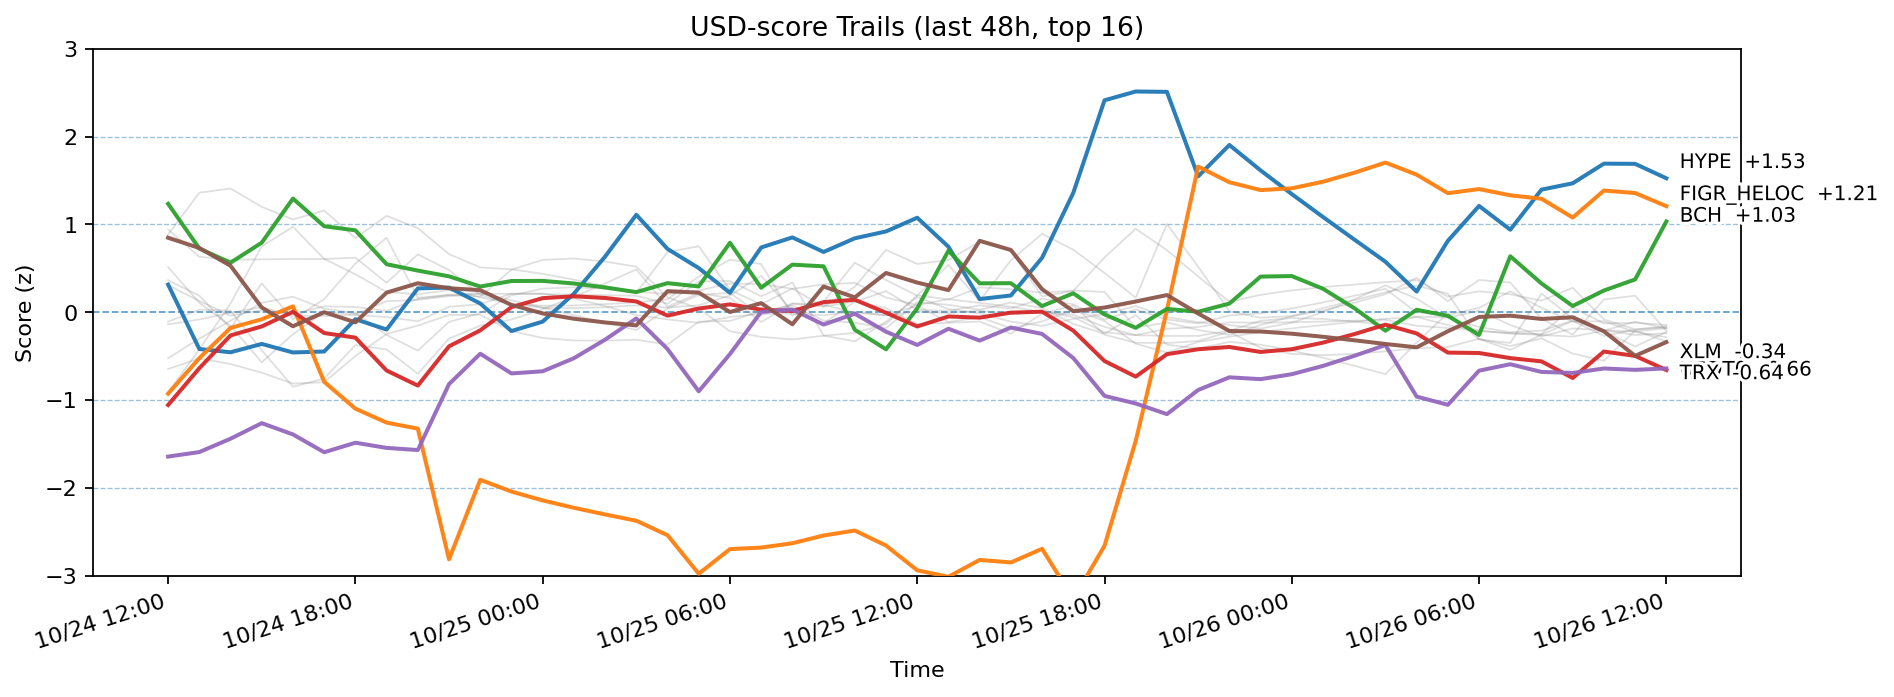 USD-score Trails (last 48h, top 16)
3
2
1
0
−1
−2
−3
Score (z)
HYPE +1.53
FIGR_HELOC +1.21
BCH +1.03
XLM -0.34
TRX -0.64
10/24 12:00
10/24 18:00
10/25 00:00
10/25 06:00
10/25 12:00
10/25 18:00
10/26 00:00
10/26 06:00
10/26 12:00
Time